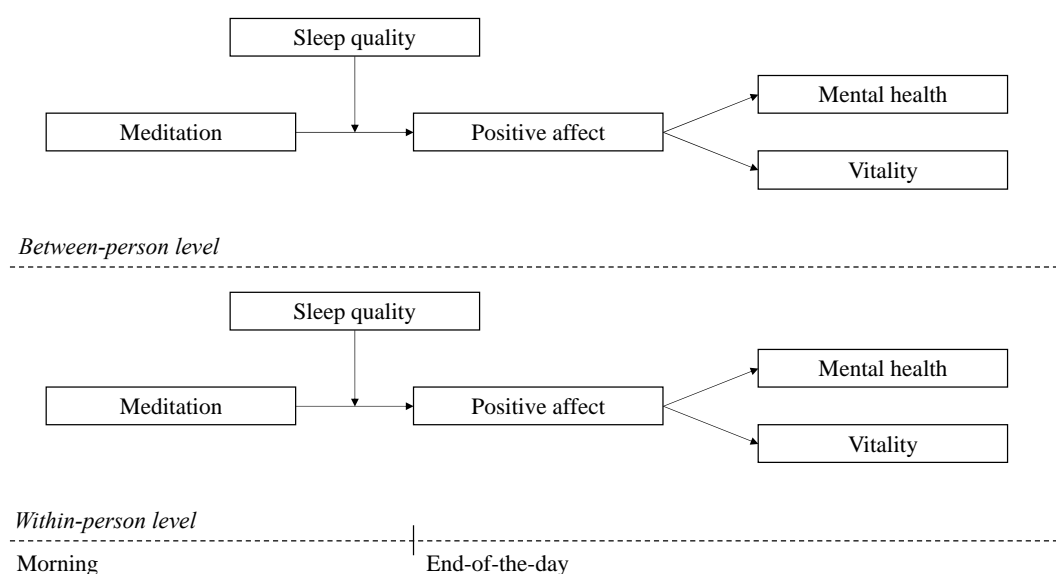 Sleep quality
Mental health
Meditation
Positive affect
Vitality
Between-person level
Sleep quality
Mental health
Meditation
Positive affect
Vitality
Within-person level
Morning
End-of-the-day